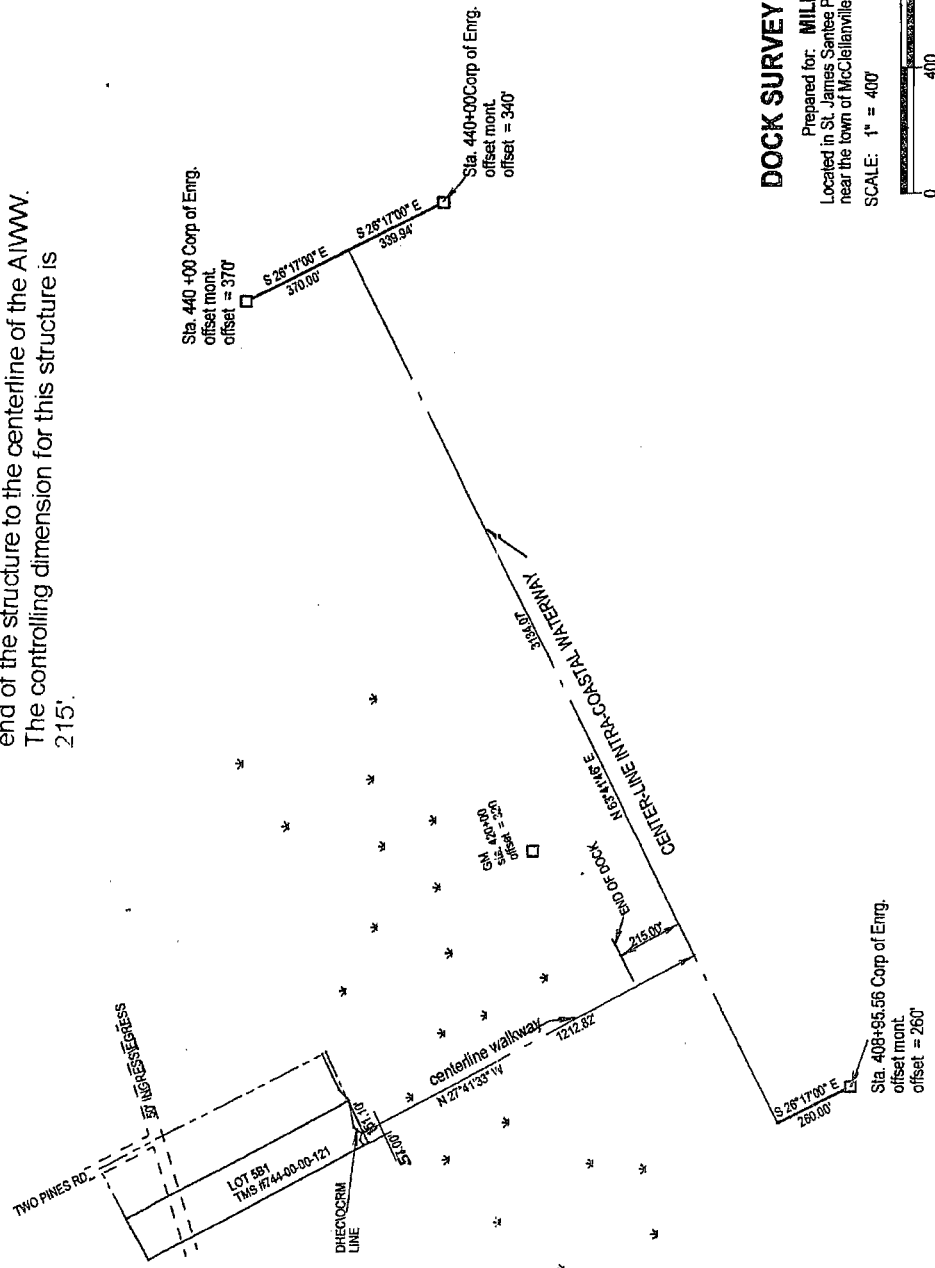 end of the structure to the centerline of the AIWW.
The controlling dimension for this structure is
215'.
Sta. 440 +00 Corp of Enrg.
offset mont.
offset = 370'
S 26°17'00" E
370.00'
S 26°17'00" E
339.94'
Sta. 440+00Corp of Enrg.
offset mont.
offset = 340'
TWO PINES RD.
50' INGRESS\EGRESS
LOT 5B1
TMS #744-00-00-121
DHEC\OCRM
LINE
centerline walkway
N 27°41'33" W
1212.82'
GM
sta. 420+00
offset = 320
END OF DOCK
215.00'
3134.07'
N 63°41'46" E
CENTER-LINE INTRA-COASTAL WATERWAY
S 26°17'00" E
260.00'
Sta. 408+95.56 Corp of Enrg.
offset mont.
offset = 260'
DOCK SURVEY
Prepared for:
Located in St. James Santee
near the town of McClellanville
SCALE: 1" = 400'
0 400